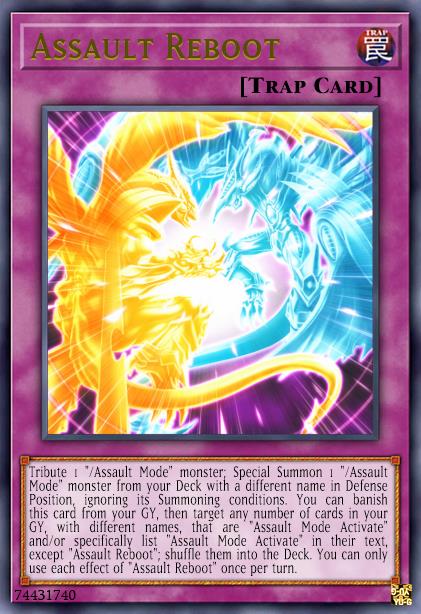 Assault Reboot
TRAP
罠
[Trap Card]
Tribute 1 "/Assault Mode" monster; Special Summon 1 "/Assault
Mode" monster from your Deck with a different name in Defense
Position, ignoring its Summoning conditions. You can banish
this card from your GY, then target any number of cards in your
GY, with different names, that are "Assault Mode Activate"
and/or specifically list "Assault Mode Activate" in their text,
except "Assault Reboot"; shuffle them into the Deck. You can only
use each effect of "Assault Reboot" once per turn.
74431740